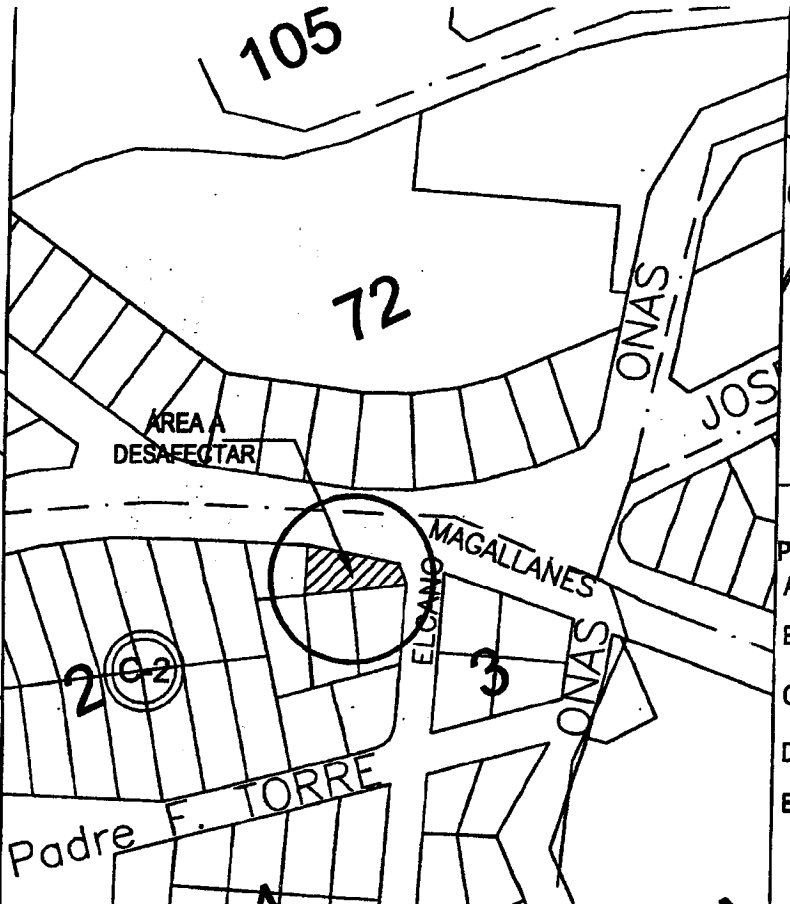 105
72
ONAS
JOS
ÁREA A
DESAFECTAR
MAGALLANES
ELCANO
ONAS
2
C-2
3
Padre F. TORRE
P
A
E
C
D
E